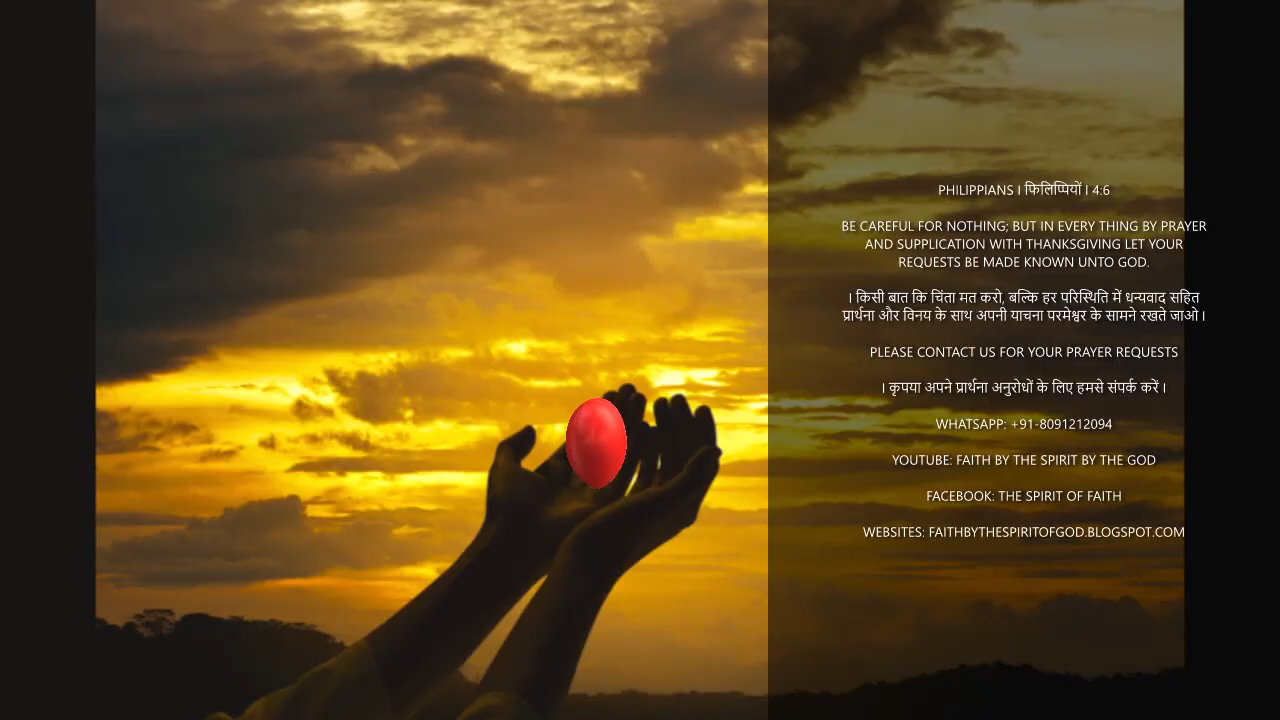 PHILIPPIANS । फिलिप्पियों । 4:6
BE CAREFUL FOR NOTHING; BUT IN EVERY THING BY PRAYER
AND SUPPLICATION WITH THANKSGIVING LET YOUR
REQUESTS BE MADE KNOWN UNTO GOD.
। किसी बात कि चिंता मत करो, बल्कि हर परिस्थिति में धन्यवाद सहित
प्रार्थना और विनय के साथ अपनी याचना परमेश्वर के सामने रखते जाओ ।
PLEASE CONTACT US FOR YOUR PRAYER REQUESTS
। कृपया अपने प्रार्थना अनुरोधों के लिए हमसे संपर्क करें ।
WHATSAPP: +91-8091212094
YOUTUBE: FAITH BY THE SPIRIT BY THE GOD
FACEBOOK: THE SPIRIT OF FAITH
WEBSITES: FAITHBYTHESPIRITOFGOD.BLOGSPOT.COM